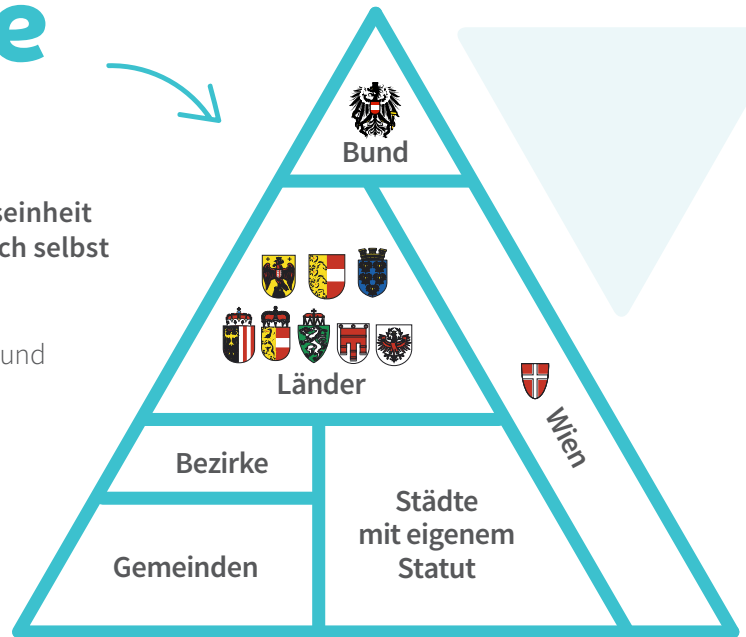 e
seinheit
ch selbst
und
Bund
Länder
Wien
Bezirke
Gemeinden
Städte
mit eigenem
Statut